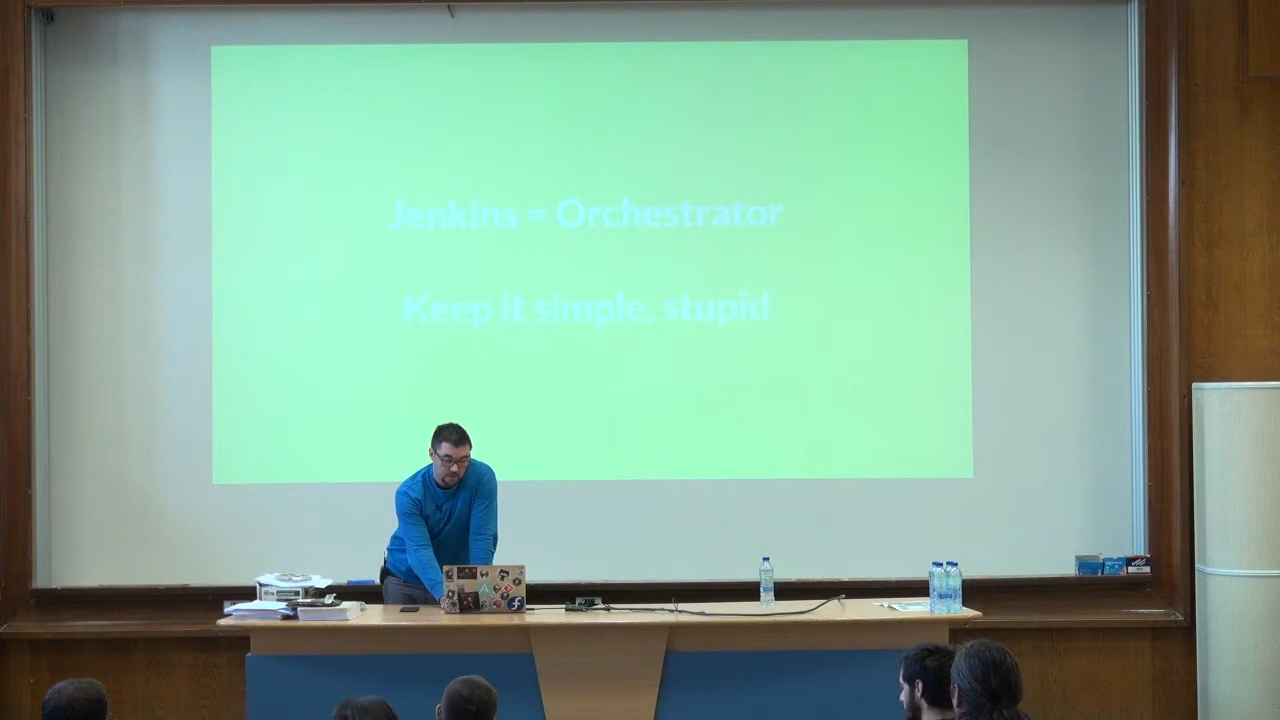 Jenkins = Orchestrator
Keep it simple, stupid